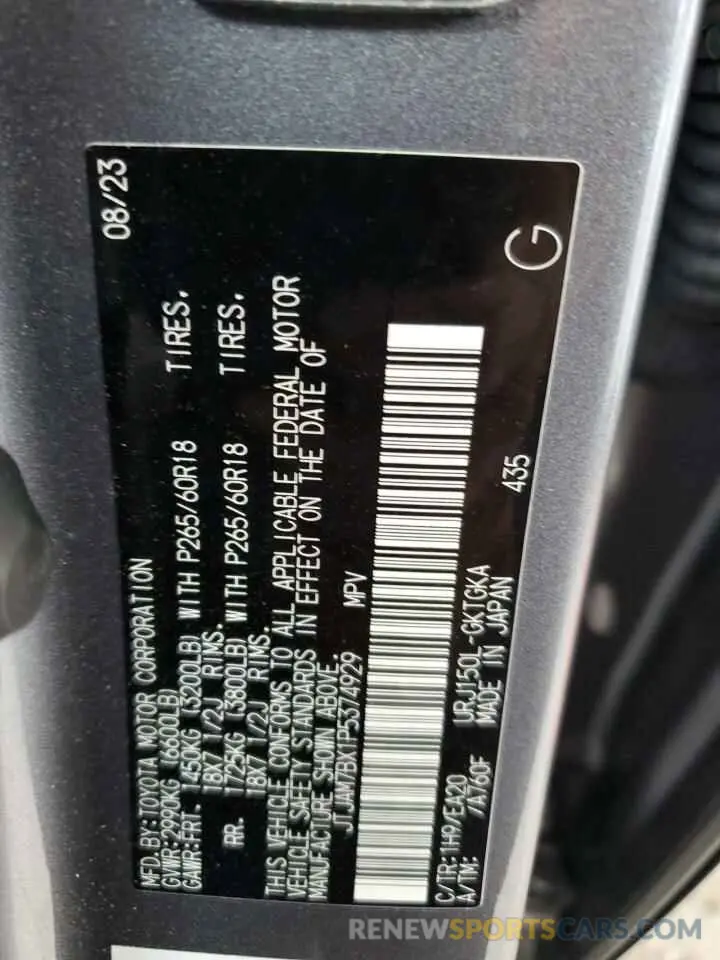 MFD. BY: TOYOTA MOTOR CORPORATION 08/23
GVWR: 2990KG (6600LB)
GAWR: FRT. 1450KG (3200LB) WITH P265/60R18 TIRES,
18X7 1/2J RIMS.
RR. 1725KG (3800LB) WITH P265/60R18 TIRES,
18X7 1/2J RIMS.
THIS VEHICLE CONFORMS TO ALL APPLICABLE FEDERAL MOTOR
VEHICLE SAFETY STANDARDS IN EFFECT ON THE DATE OF
MANUFACTURE SHOWN ABOVE.
JTJAM7BX1P5374929 MPV
C/TR: 1H9/EA20 URJ150L-GKTGKA 435 G
A/TM: /A760F MADE IN JAPAN
RENEWSPORTSCARS.COM